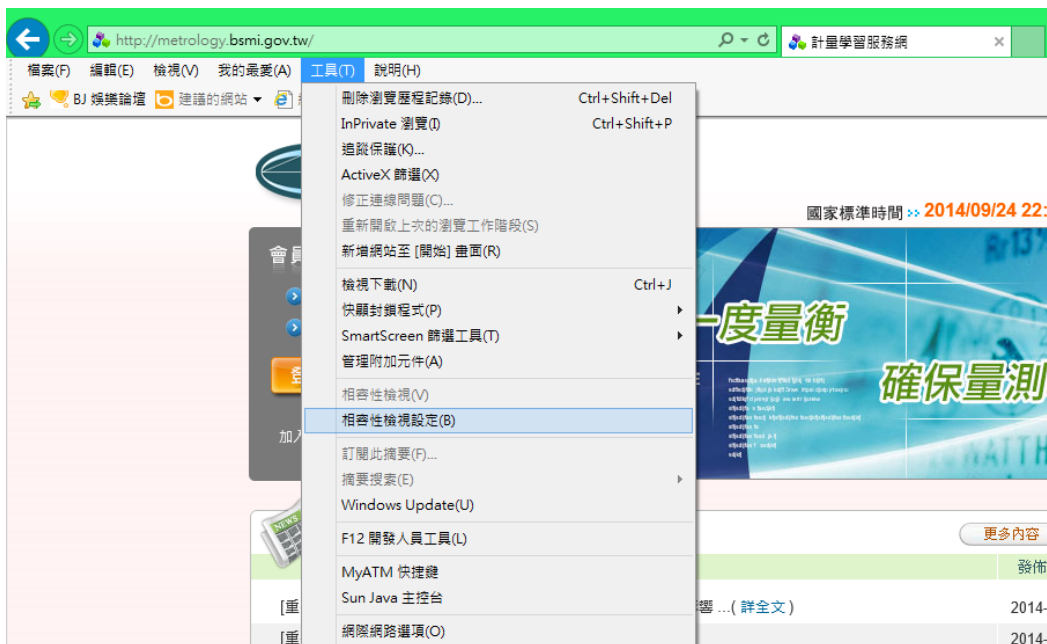 http://metrology.bsmi.gov.tw/
計量學習服務網
檔案(F) 編輯(E) 檢視(V) 我的最愛(A) 工具(T) 說明(H)
BJ 娛樂論壇 建議的網站
刪除瀏覽歷程記錄(D)... Ctrl+Shift+Del
InPrivate 瀏覽(I) Ctrl+Shift+P
追蹤保護(K)...
ActiveX 篩選(X)
修正連線問題(C)...
重新開啟上次的瀏覽工作階段(S)
新增網站至 [開始] 畫面(R)
檢視下載(N) Ctrl+J
快顯封鎖程式(P)
SmartScreen 篩選工具(T)
管理附加元件(A)
相容性檢視(V)
相容性檢視設定(B)
訂閱此摘要(F)...
摘要搜索(E)
Windows Update(U)
F12 開發人員工具(L)
MyATM 快捷鍵
Sun Java 主控台
網際網路選項(O)
國家標準時間 2014/09/24 22:
會員
加入
一度量衡
確保量測
NEWS
更多內容
發佈
[重
響 ...( 詳全文 )
2014-
[重
2014-